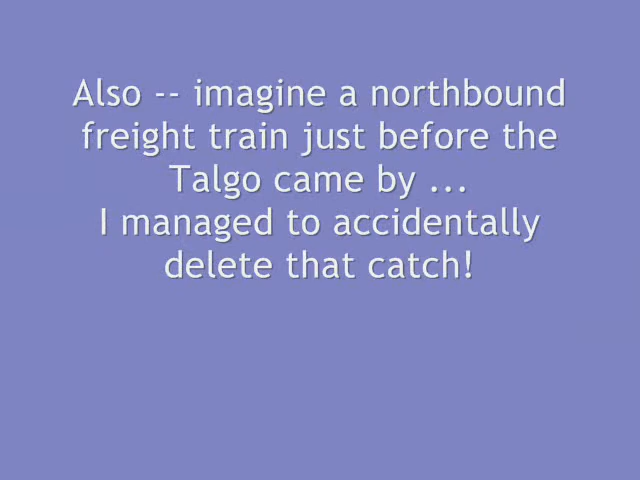 Also -- imagine a northbound
freight train just before the
Talgo came by ...
I managed to accidentally
delete that catch!